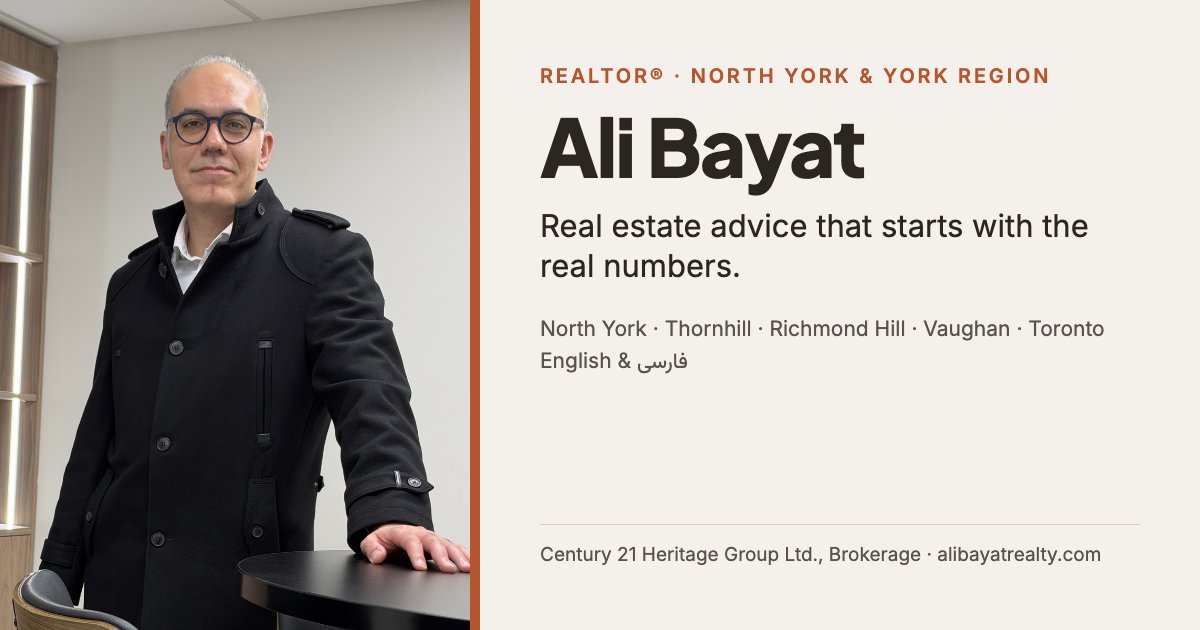 REALTOR® · NORTH YORK & YORK REGION
Ali Bayat
Real estate advice that starts with the
real numbers.
North York · Thornhill · Richmond Hill · Vaughan · Toronto
English & فارسی
Century 21 Heritage Group Ltd., Brokerage · alibayatrealty.com